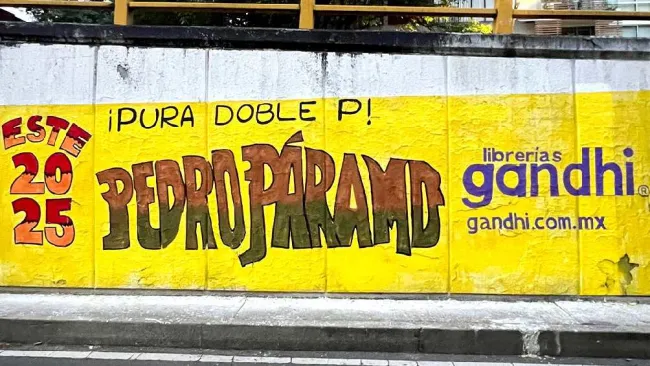 ESTE
20
25
¡PURA DOBLE P!
PEDRO PÁRAMO
librerías
gandhi®
gandhi.com.mx